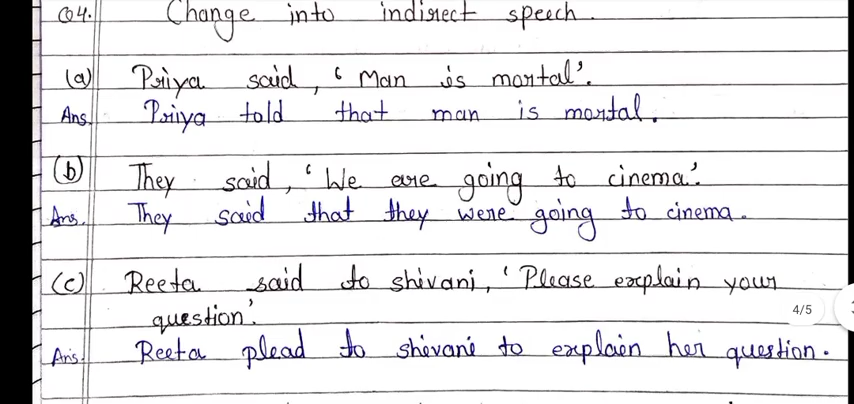 Q4. Change into indirect speech.
(a) Priya said, ‘Man is mortal’.
Ans. Priya told that man is mortal.
(b) They said, ‘We are going to cinema’.
Ans. They said that they were going to cinema.
(c) Reeta said to shivani, ‘Please explain your
question’.
4/5
Ans. Reeta plead to shivani to explain her question.